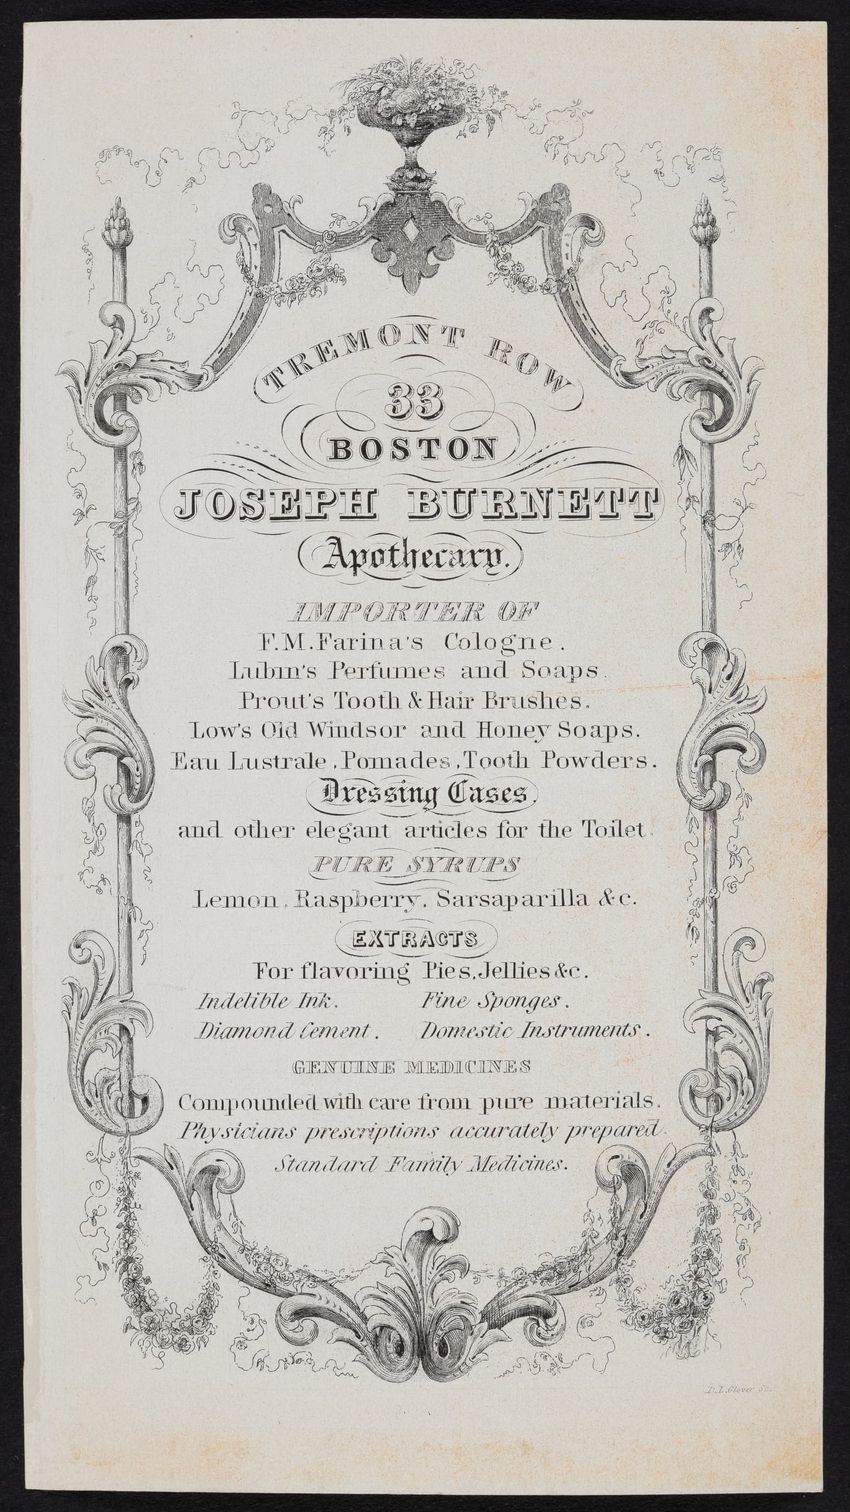 TREMONT ROW
33
BOSTON
JOSEPH BURNETT
Apothecary.
IMPORTER OF
F.M.Farina's Cologne.
Lubin's Perfumes and Soaps.
Prout's Tooth & Hair Brushes.
Low's Old Windsor and Honey Soaps.
Eau Lustrale, Pomades, Tooth Powders.
Dressing Cases,
and other elegant articles for the Toilet.
PURE SYRUPS
Lemon, Raspberry, Sarsaparilla &c.
EXTRACTS
For flavoring Pies, Jellies &c.
Indelible Ink. Fine Sponges.
Diamond Cement. Domestic Instruments.
GENUINE MEDICINES
Compounded with care from pure materials.
Physicians prescriptions accurately prepared.
Standard Family Medicines.
D.L.Glover Sc.